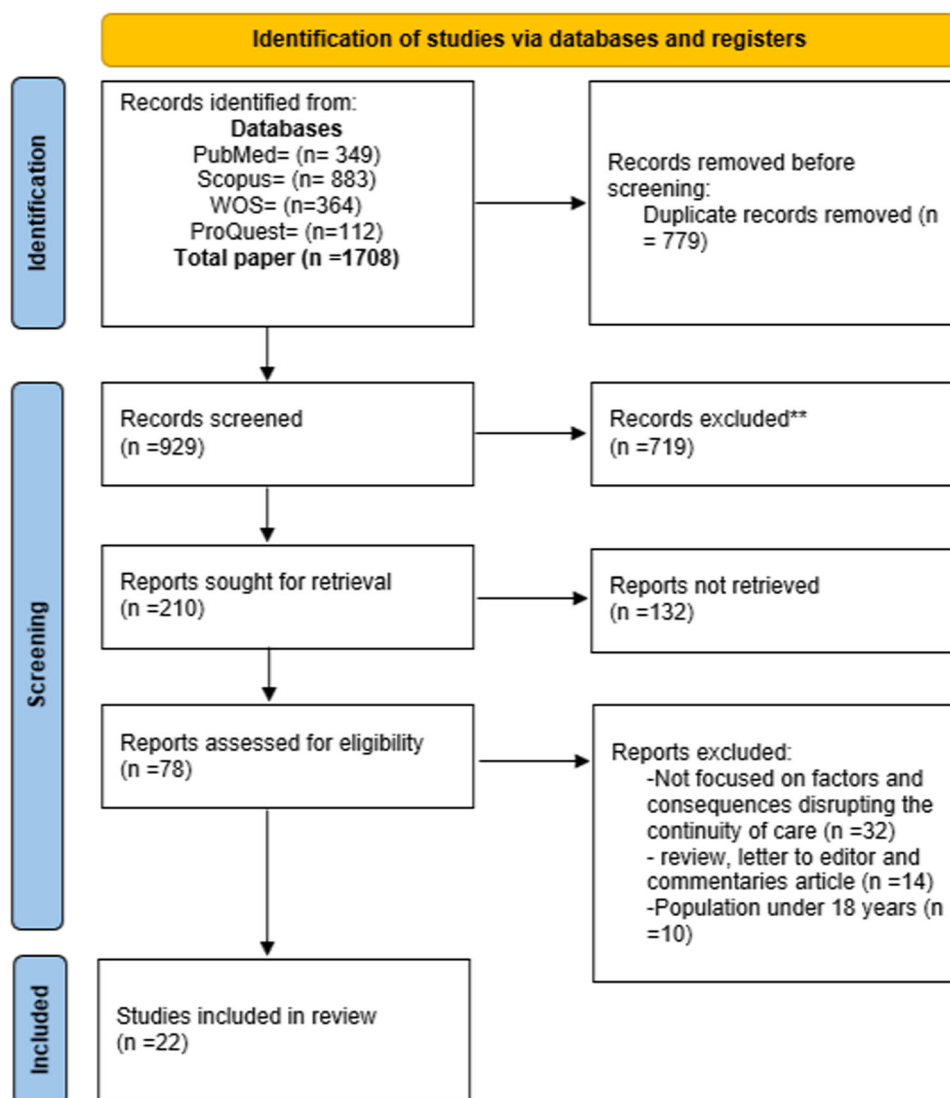 Identification of studies via databases and registers
Identification
Records identified from:
Databases
PubMed= (n= 349)
Scopus= (n= 883)
WOS= (n=364)
ProQuest= (n=112)
Total paper (n =1708)
Records removed before
screening:
Duplicate records removed (n
= 779)
Screening
Records screened
(n =929)
Records excluded**
(n =719)
Reports sought for retrieval
(n =210)
Reports not retrieved
(n =132)
Reports assessed for eligibility
(n =78)
Reports excluded:
-Not focused on factors and
consequences disrupting the
continuity of care (n =32)
- review, letter to editor and
commentaries article (n =14)
-Population under 18 years (n
=10)
Included
Studies included in review
(n =22)